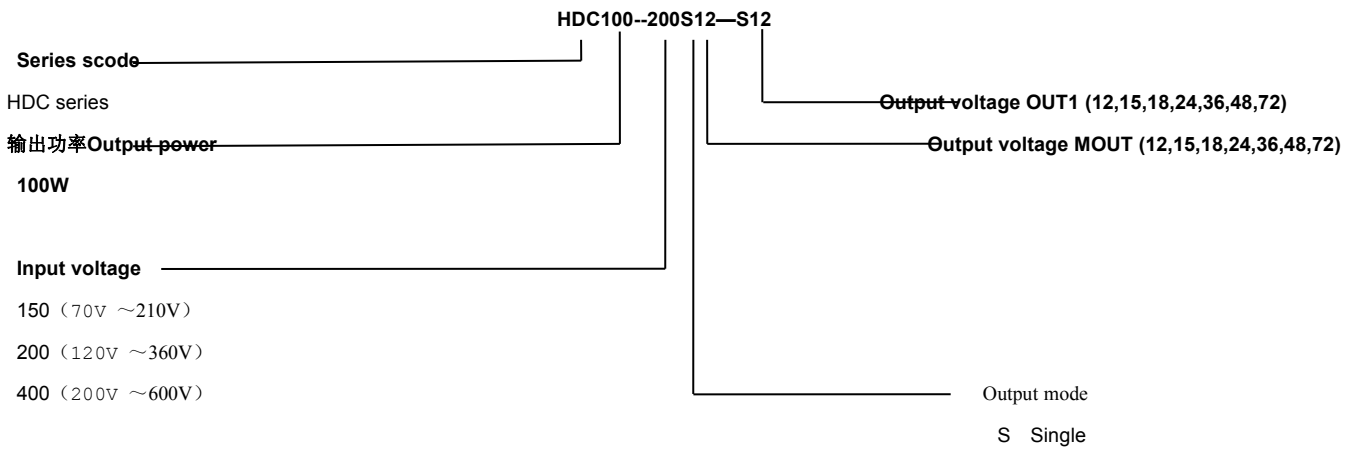 HDC100--200S12—S12
Series scode
HDC series
Output voltage OUT1 (12,15,18,24,36,48,72)
输出功率Output power
Output voltage MOUT (12,15,18,24,36,48,72)
100W
Input voltage
150（70V ～210V）
200（120V ～360V）
400（200V ～600V）
Output mode
S Single